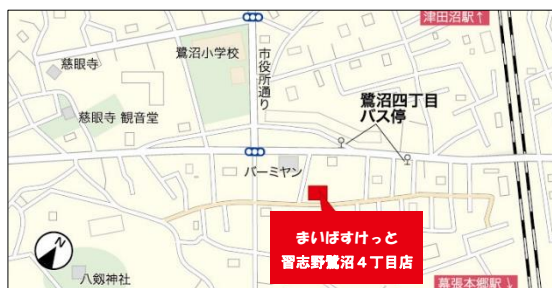 津田沼駅↑
慈眼寺
鷺沼小学校
市役所通り
鷺沼四丁目
バス停
慈眼寺 観音堂
バーミヤン
まいばすけっと
習志野鷺沼4丁目店
N
八剱神社
幕張本郷駅↓